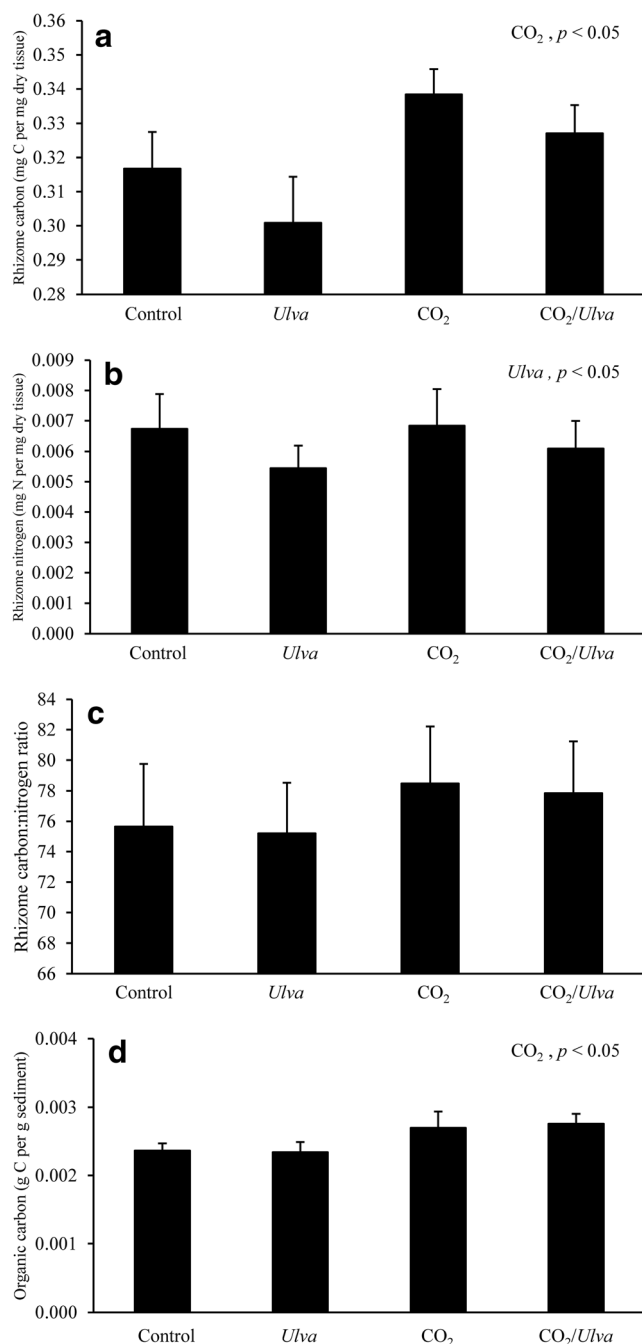 a
CO₂ , p < 0.05
Rhizome carbon (mg C per mg dry tissue)
0.36
0.35
0.34
0.33
0.32
0.31
0.30
0.29
0.28
Control Ulva CO₂ CO₂/Ulva
b
Ulva , p < 0.05
Rhizome nitrogen (mg N per mg dry tissue)
0.009
0.008
0.007
0.006
0.005
0.004
0.003
0.002
0.001
0.000
Control Ulva CO₂ CO₂/Ulva
c
Rhizome carbon:nitrogen ratio
84
82
80
78
76
74
72
70
68
66
Control Ulva CO₂ CO₂/Ulva
d
CO₂ , p < 0.05
Organic carbon (g C per g sediment)
0.004
0.003
0.002
0.001
0.000
Control Ulva CO₂ CO₂/Ulva